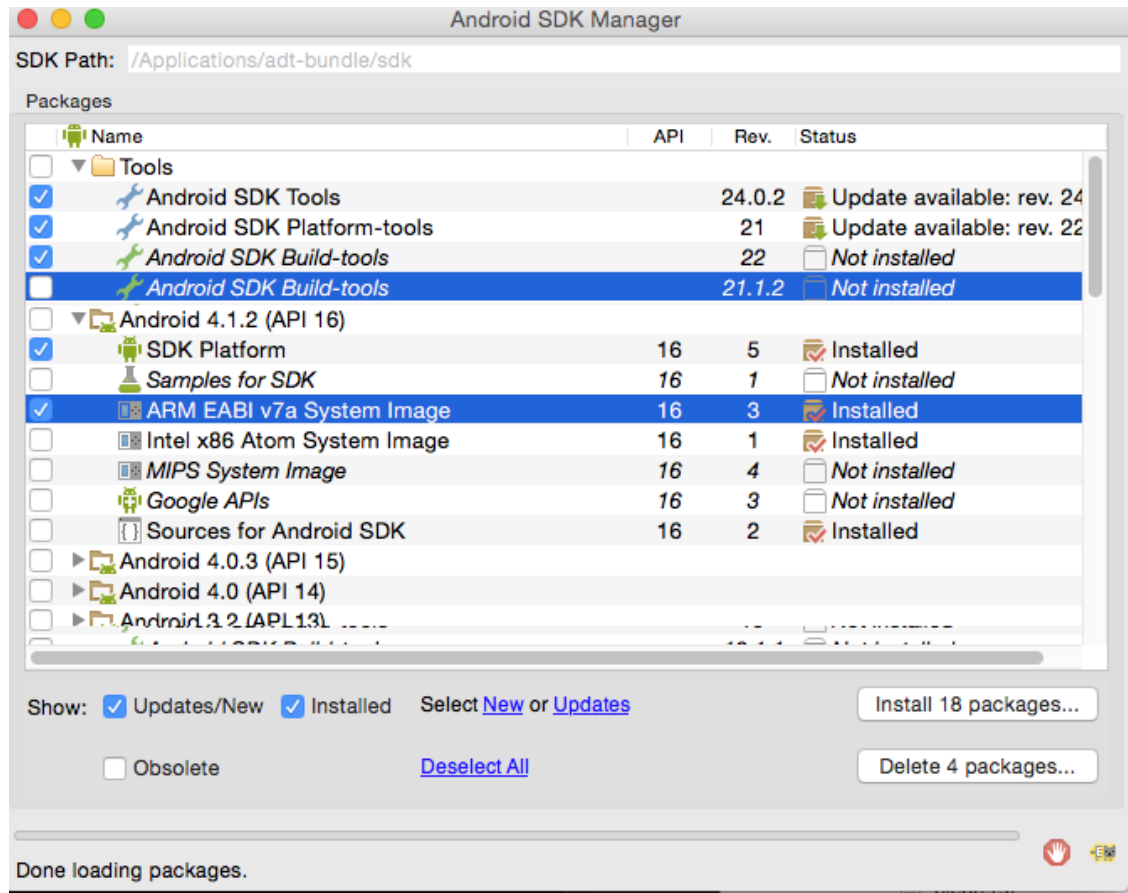 Android SDK Manager
SDK Path: /Applications/adt-bundle/sdk
Packages
Name API Rev. Status
Tools
Android SDK Tools 24.0.2 Update available: rev. 24
Android SDK Platform-tools 21 Update available: rev. 22
Android SDK Build-tools 22 Not installed
Android SDK Build-tools 21.1.2 Not installed
Android 4.1.2 (API 16)
SDK Platform 16 5 Installed
Samples for SDK 16 1 Not installed
ARM EABI v7a System Image 16 3 Installed
Intel x86 Atom System Image 16 1 Installed
MIPS System Image 16 4 Not installed
Google APIs 16 3 Not installed
Sources for Android SDK 16 2 Installed
Android 4.0.3 (API 15)
Android 4.0 (API 14)
Android 3.2 (API 13)
Show: Updates/New Installed Select New or Updates Install 18 packages...
Obsolete Deselect All Delete 4 packages...
Done loading packages.